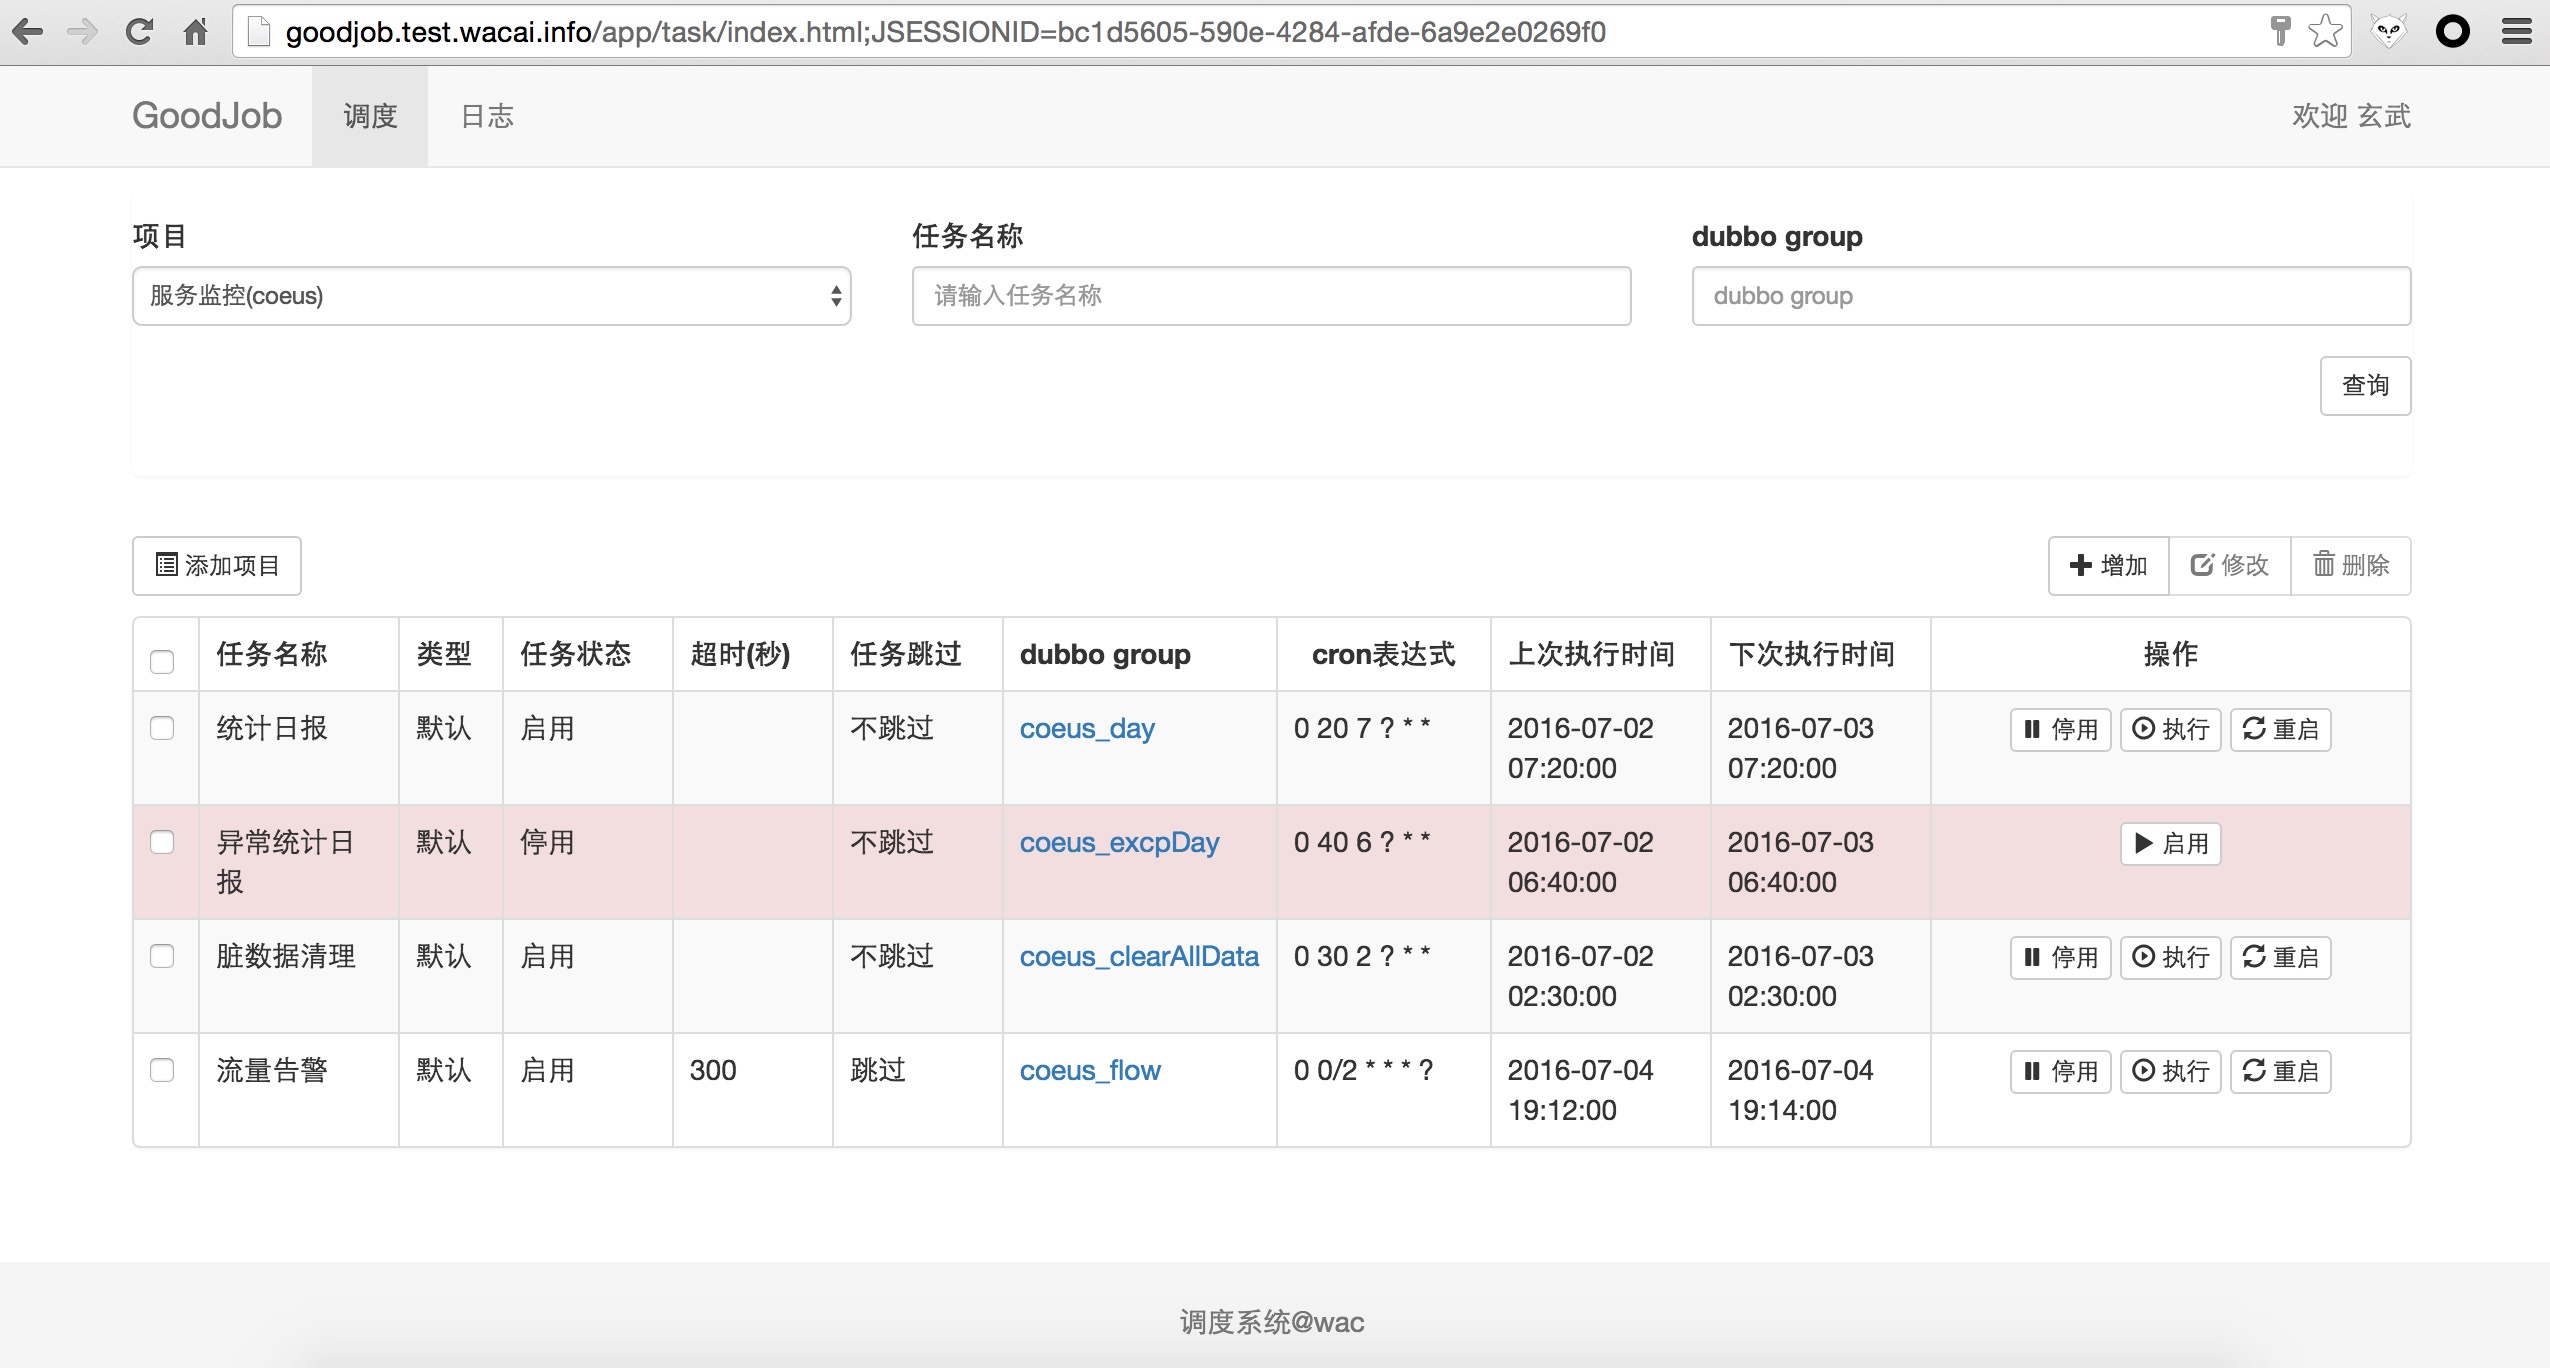 goodjob.test.wacai.info/app/task/index.html;JSESSIONID=bc1d5605-590e-4284-afde-6a9e2e0269f0
GoodJob 调度 日志 欢迎 玄武
项目 任务名称 dubbo group
服务监控(coeus) 请输入任务名称 dubbo group
查询
添加项目 增加 修改 删除
任务名称 类型 任务状态 超时(秒) 任务跳过 dubbo group cron表达式 上次执行时间 下次执行时间 操作
统计日报 默认 启用 不跳过 coeus_day 0 20 7 ? * * 2016-07-02 2016-07-03 停用 执行 重启
07:20:00 07:20:00
异常统计日 默认 停用 不跳过 coeus_excpDay 0 40 6 ? * * 2016-07-02 2016-07-03 启用
报 06:40:00 06:40:00
脏数据清理 默认 启用 不跳过 coeus_clearAllData 0 30 2 ? * * 2016-07-02 2016-07-03 停用 执行 重启
02:30:00 02:30:00
流量告警 默认 启用 300 跳过 coeus_flow 0 0/2 * * * ? 2016-07-04 2016-07-04 停用 执行 重启
19:12:00 19:14:00
调度系统@wac